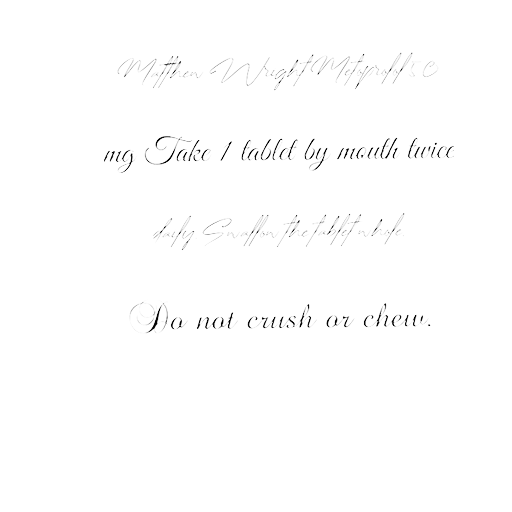 Matthew Wright Metoprolol 50
mg Take 1 tablet by mouth twice
daily Swallow the tablet whole
Do not crush or chew.